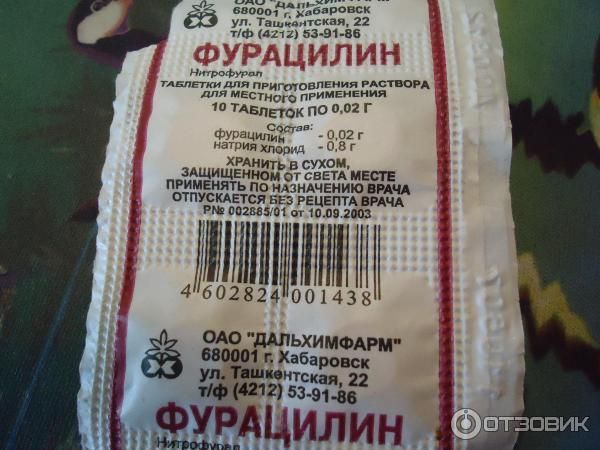 ОАО "ДАЛЬХИМФАРМ"
680001 г. Хабаровск
ул. Ташкентская, 22
т/ф (4212) 53-91-86
ФУРАЦИЛИН
Нитрофурал
ТАБЛЕТКИ ДЛЯ ПРИГОТОВЛЕНИЯ РАСТВОРА
ДЛЯ МЕСТНОГО ПРИМЕНЕНИЯ
10 ТАБЛЕТОК ПО 0,02 Г
Состав:
фурацилин - 0,02 г
натрия хлорид - 0,8 г
ХРАНИТЬ В СУХОМ,
ЗАЩИЩЕННОМ ОТ СВЕТА МЕСТЕ
ПРИМЕНЯТЬ ПО НАЗНАЧЕНИЮ ВРАЧА
ОТПУСКАЕТСЯ БЕЗ РЕЦЕПТА ВРАЧА
Р№ 002885/01 от 10.09.2003
4 602824 001438
ОАО "ДАЛЬХИМФАРМ"
680001 г. Хабаровск
ул. Ташкентская, 22
т/ф (4212) 53-91-86
ФУРАЦИЛИН
Нитрофурал
ОТЗОВИК